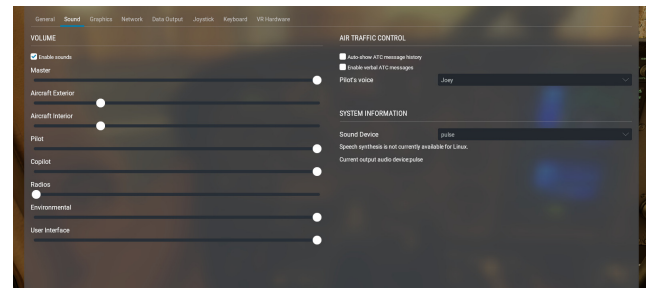 General Sound Graphics Network Data Output Joystick Keyboard VR Hardware
VOLUME
Enable sounds
Master
Aircraft Exterior
Aircraft Interior
Pilot
Copilot
Radios
Environmental
User Interface
AIR TRAFFIC CONTROL
Auto-show ATC message history
Enable verbal ATC messages
Pilot's voice Joey
SYSTEM INFORMATION
Sound Device pulse
Speech synthesis is not currently available for Linux.
Current output audio device:pulse